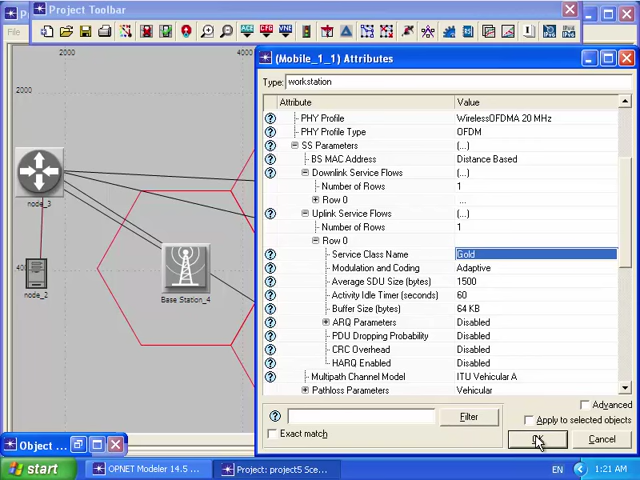 Project Toolbar
File
2000
4000
2000
node_3
node_2
Base Station_4
(Mobile_1_1) Attributes
Type: workstation
Attribute Value
PHY Profile WirelessOFDMA 20 MHz
PHY Profile Type OFDM
SS Parameters (...)
BS MAC Address Distance Based
Downlink Service Flows (...)
Number of Rows 1
Row 0 ...
Uplink Service Flows (...)
Number of Rows 1
Row 0
Service Class Name Gold
Modulation and Coding Adaptive
Average SDU Size (bytes) 1500
Activity Idle Timer (seconds) 60
Buffer Size (bytes) 64 KB
ARQ Parameters Disabled
PDU Dropping Probability Disabled
CRC Overhead Disabled
HARQ Enabled Disabled
Multipath Channel Model ITU Vehicular A
Pathloss Parameters Vehicular
Advanced
Filter
Apply to selected objects
Exact match
OK
Cancel
Object ...
start
OPNET Modeler 14.5 ...
Project: project5 Sce...
EN
1:21 AM